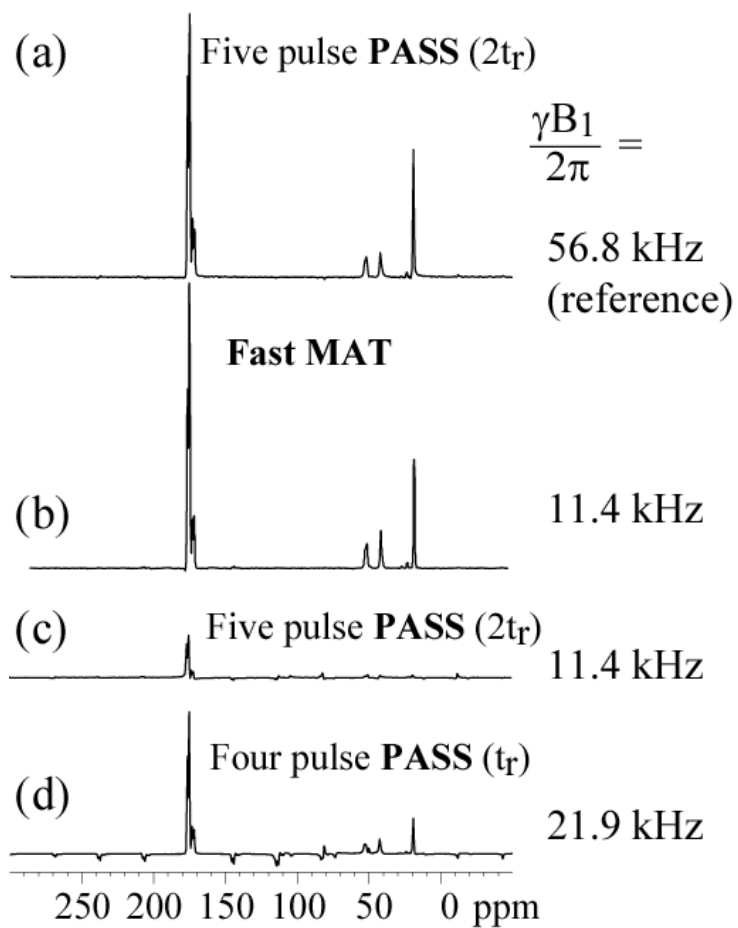 (a)
Five pulse PASS (2tr)
γB1
2π
=
56.8 kHz
(reference)
Fast MAT
(b)
11.4 kHz
(c)
Five pulse PASS (2tr)
11.4 kHz
Four pulse PASS (tr)
(d)
21.9 kHz
250 200 150 100 50 0 ppm